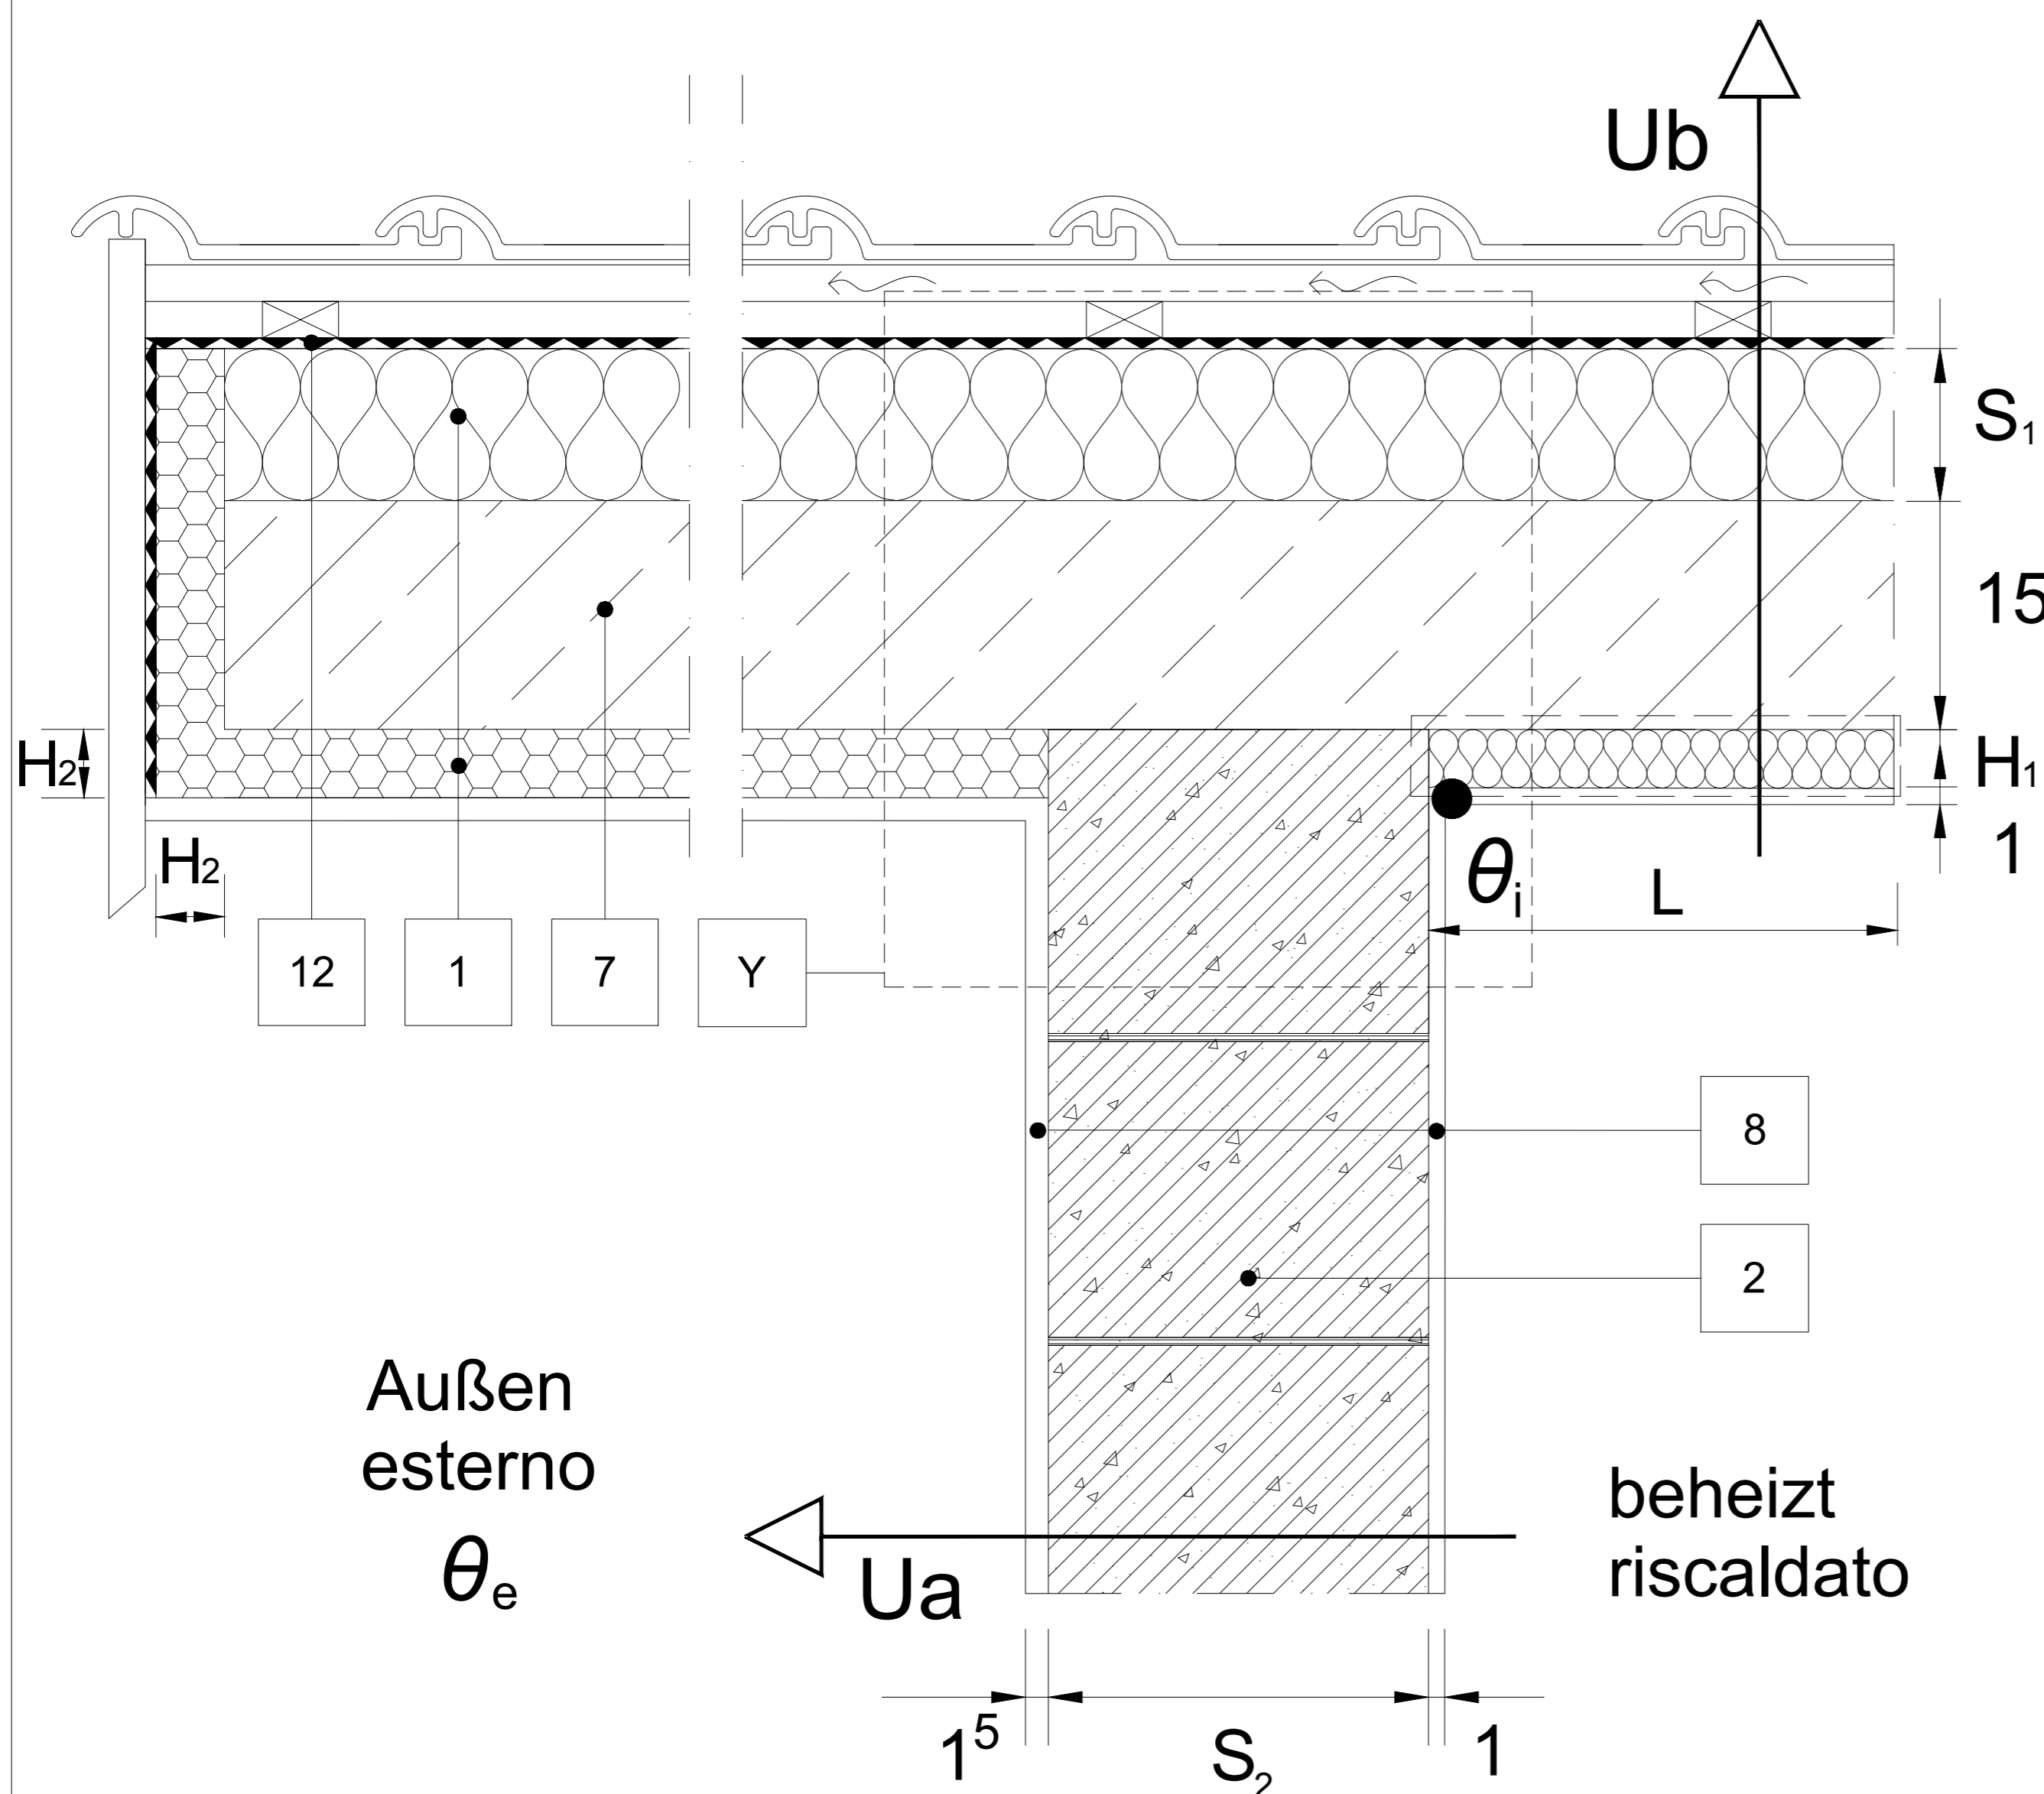 Ub
S₁
15
H₂
H₁
1
H₂
θi
L
12
1
7
Y
8
2
Außen
esterno
θe
beheizt
riscaldato
Ua
1⁵
S₂
1